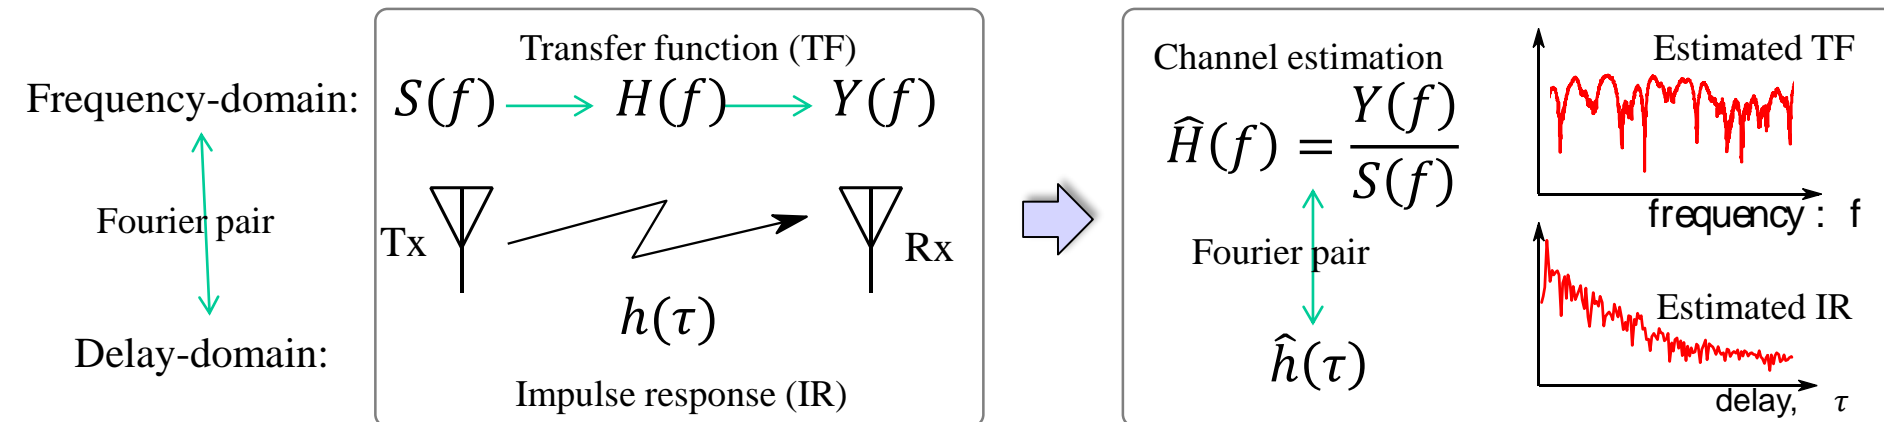 Frequency-domain:
Fourier pair
Delay-domain:
Transfer function (TF)
S(f) → H(f) → Y(f)
Tx
Rx
h(τ)
Impulse response (IR)
Channel estimation
Ĥ(f) = Y(f)/S(f)
Fourier pair
ĥ(τ)
Estimated TF
frequency : f
Estimated IR
delay, τ